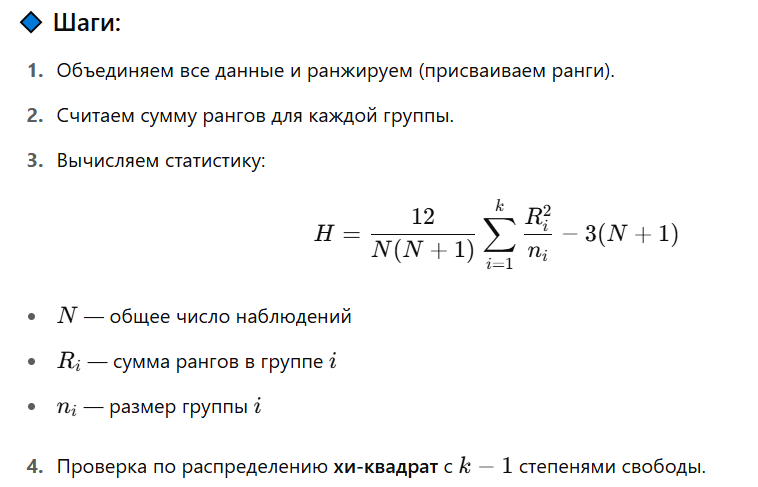 Шаги:
1. Объединяем все данные и ранжируем (присваиваем ранги).
2. Считаем сумму рангов для каждой группы.
3. Вычисляем статистику:
H = \frac{12}{N(N+1)} \sum_{i=1}^{k} \frac{R_i^2}{n_i} − 3(N + 1)
• N — общее число наблюдений
• R_i — сумма рангов в группе i
• n_i — размер группы i
4. Проверка по распределению хи-квадрат с k − 1 степенями свободы.